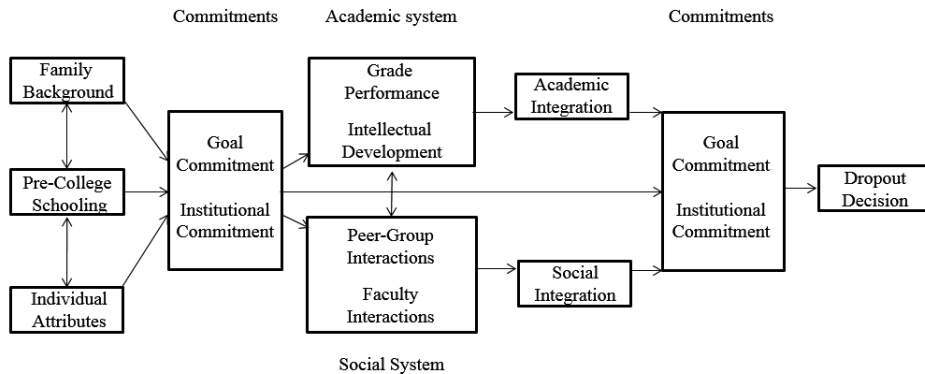 Commitments
Academic system
Commitments
Family
Background
Pre-College
Schooling
Individual
Attributes
Goal
Commitment
Institutional
Commitment
Grade
Performance
Intellectual
Development
Peer-Group
Interactions
Faculty
Interactions
Social System
Academic
Integration
Social
Integration
Goal
Commitment
Institutional
Commitment
Dropout
Decision